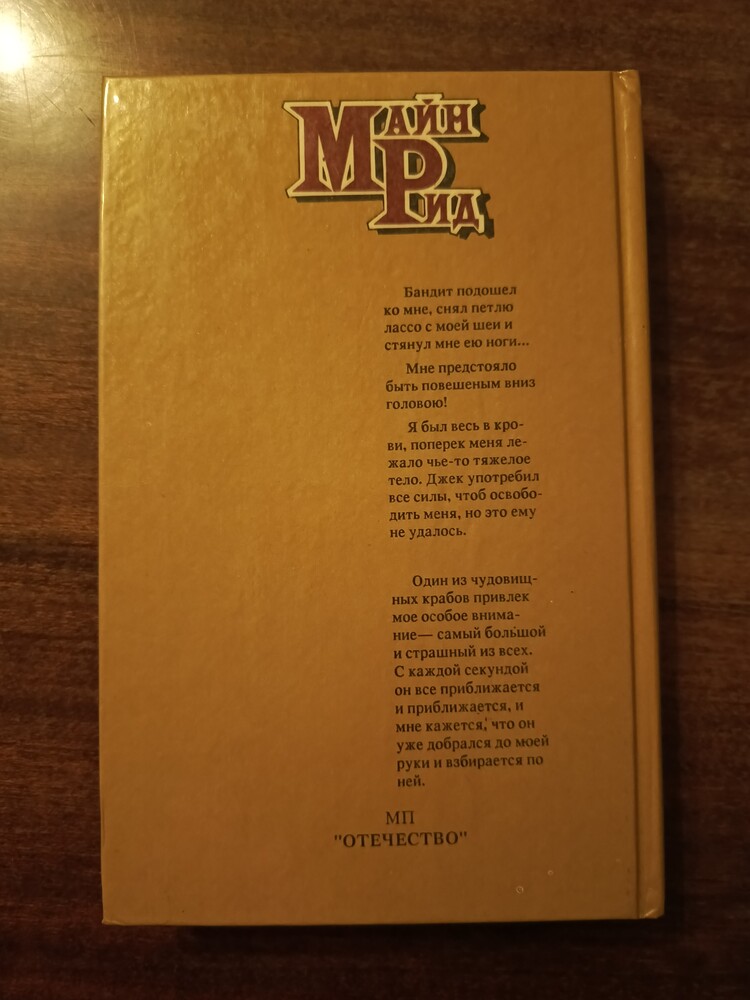 МАЙН
РИД
Бандит подошел
ко мне, снял петлю
лассо с моей шеи и
стянул мне ею ноги...
Мне предстояло
быть повешеным вниз
головою!
Я был весь в кро-
ви, поперек меня ле-
жало чье-то тяжелое
тело. Джек употребил
все силы, чтоб освобо-
дить меня, но это ему
не удалось.
Один из чудовищ-
ных крабов привлек
мое особое внима-
ние— самый большой
и страшный из всех.
С каждой секундой
он все приближается
и приближается, и
мне кажется, что он
уже добрался до моей
руки и взбирается по
ней.
МП
"ОТЕЧЕСТВО"